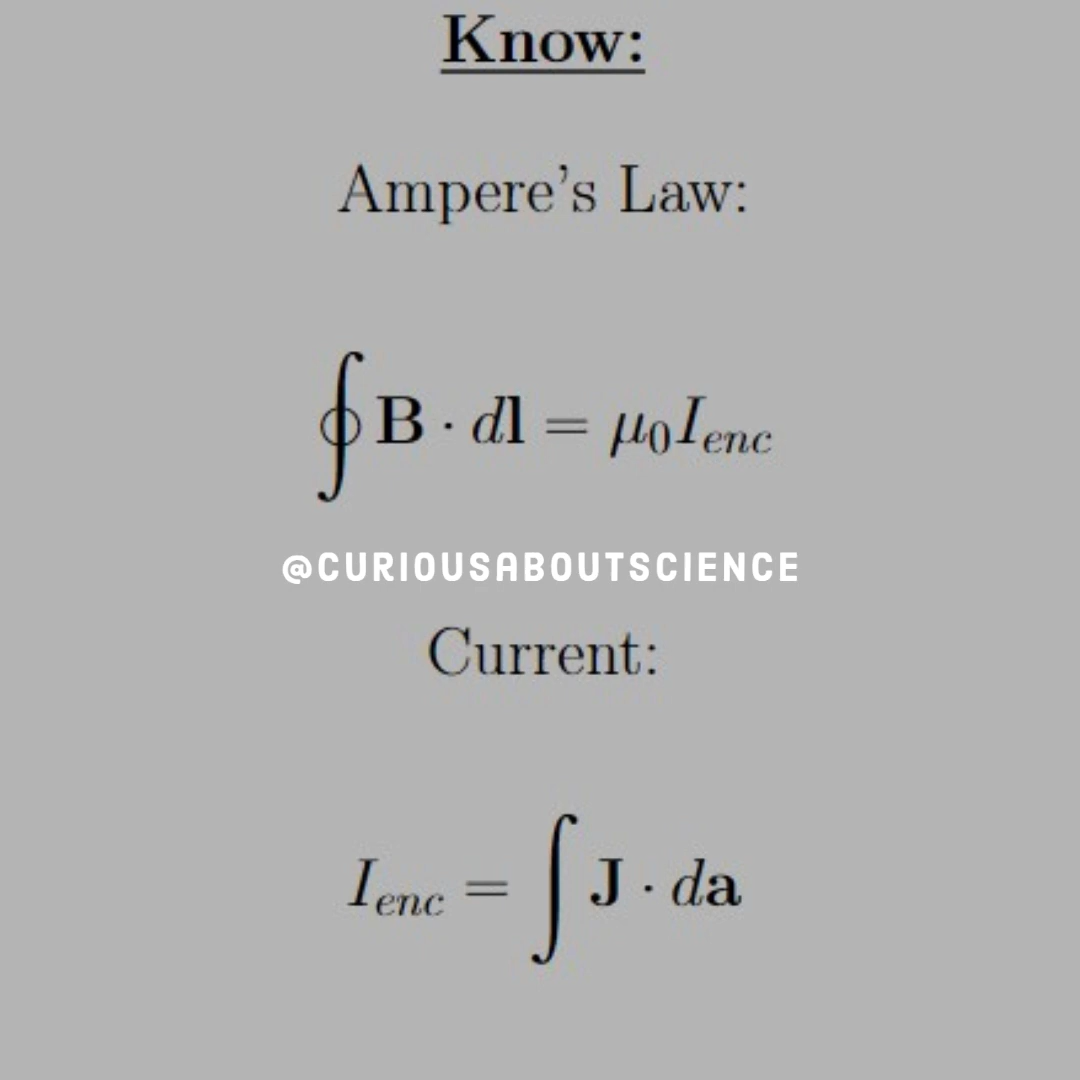 Know:
Ampere's Law:
∮ B · dl = μ₀I_enc
@CURIOUSABOUTSCIENCE
Current:
I_enc = ∫ J · da